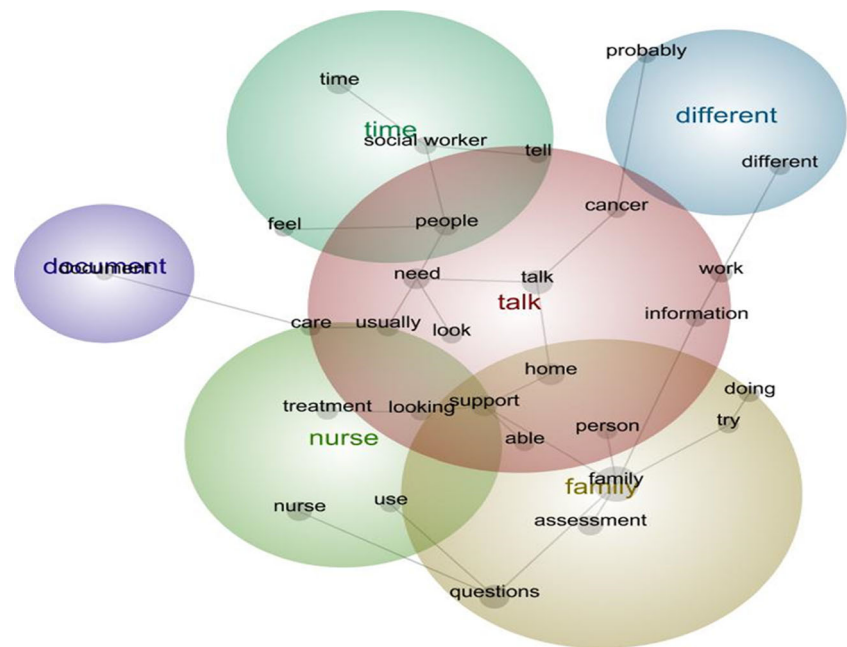 probably
time
different
time
social worker
tell
different
cancer
feel
people
document
document
need
talk
work
talk
information
care
usually
look
home
doing
treatment
looking
support
try
person
able
nurse
family
family
nurse
use
assessment
questions